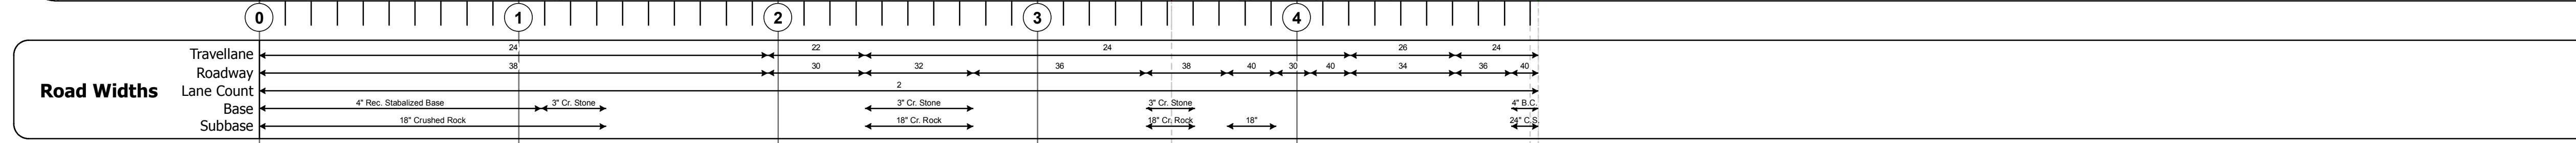 0 1 2 3 4
Travellane 24 22 24 26 24
Road Widths
Roadway 38 30 32 36 38 40 30 40 34 36 40
Lane Count 2
Base 4" Rec. Stabalized Base 3" Cr. Stone 3" Cr. Stone 3" Cr. Stone 4" B.C.
Subbase 18" Crushed Rock 18" Cr. Rock 18" Cr. Rock 18" 24" C.S.